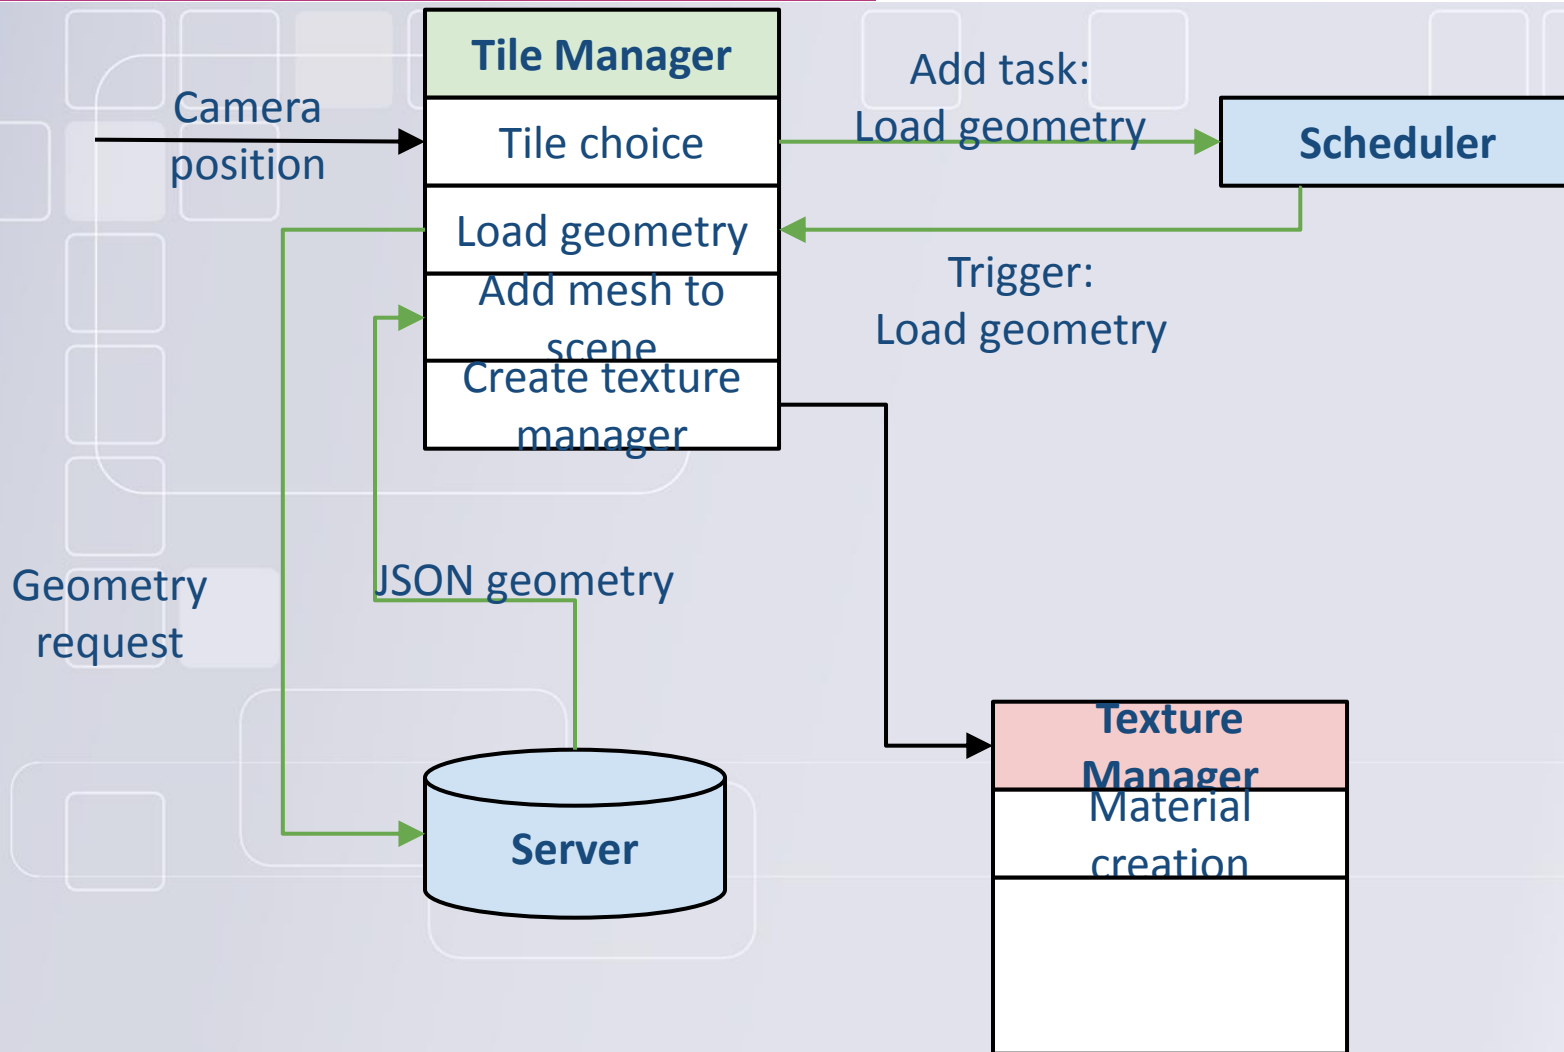 Tile Manager
Camera
position
Tile choice
Add task:
Load geometry
Scheduler
Load geometry
Trigger:
Load geometry
Add mesh to
scene
Create texture
manager
Geometry
request
JSON geometry
Server
Texture
Manager
Material
creation